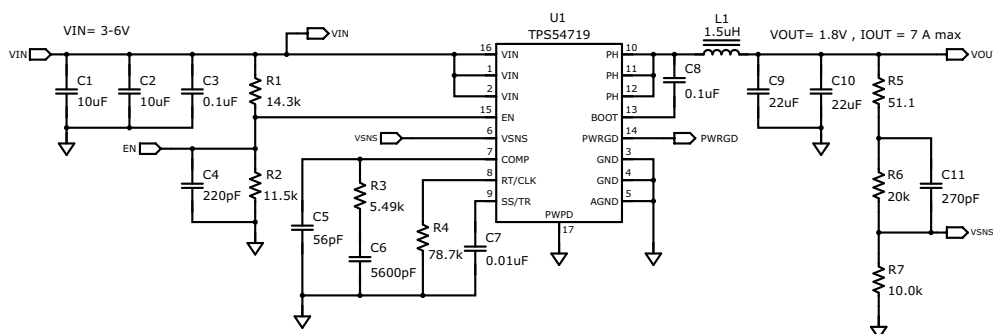 VIN= 3-6V
VIN
VIN
C1
10uF
C2
10uF
C3
0.1uF
R1
14.3k
EN
C4
220pF
R2
11.5k
VSNS
C5
56pF
R3
5.49k
C6
5600pF
R4
78.7k
C7
0.01uF
U1
TPS54719
16 VIN
1 VIN
2 VIN
15 EN
6 VSNS
7 COMP
8 RT/CLK
9 SS/TR
PH 10
PH 11
PH 12
BOOT 13
PWRGD 14
GND 3
GND 4
AGND 5
PWPD
17
L1
1.5uH
C8
0.1uF
PWRGD
VOUT= 1.8V , IOUT = 7 A max
VOU
C9
22uF
C10
22uF
R5
51.1
R6
20k
C11
270pF
VSNS
R7
10.0k